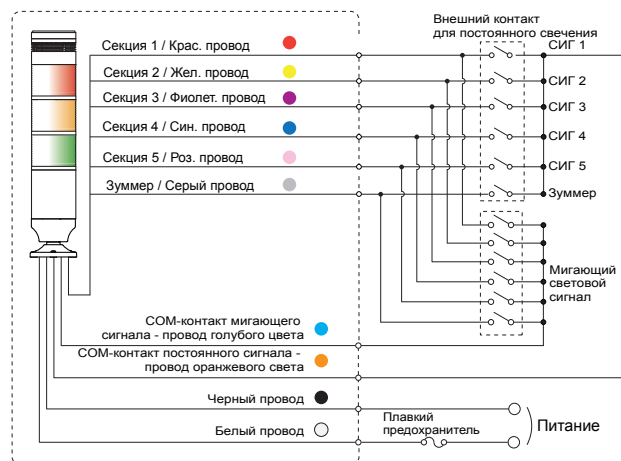 Внешний контакт
для постоянного свечения
Секция 1 / Крас. провод
СИГ 1
Секция 2 / Жел. провод
СИГ 2
Секция 3 / Фиолет. провод
СИГ 3
Секция 4 / Син. провод
СИГ 4
Секция 5 / Роз. провод
СИГ 5
Зуммер / Серый провод
Зуммер
Мигающий
световой
сигнал
COM-контакт мигающего
сигнала - провод голубого цвета
COM-контакт постоянного сигнала -
провод оранжевого света
Черный провод
Белый провод
Плавкий
предохранитель
Питание